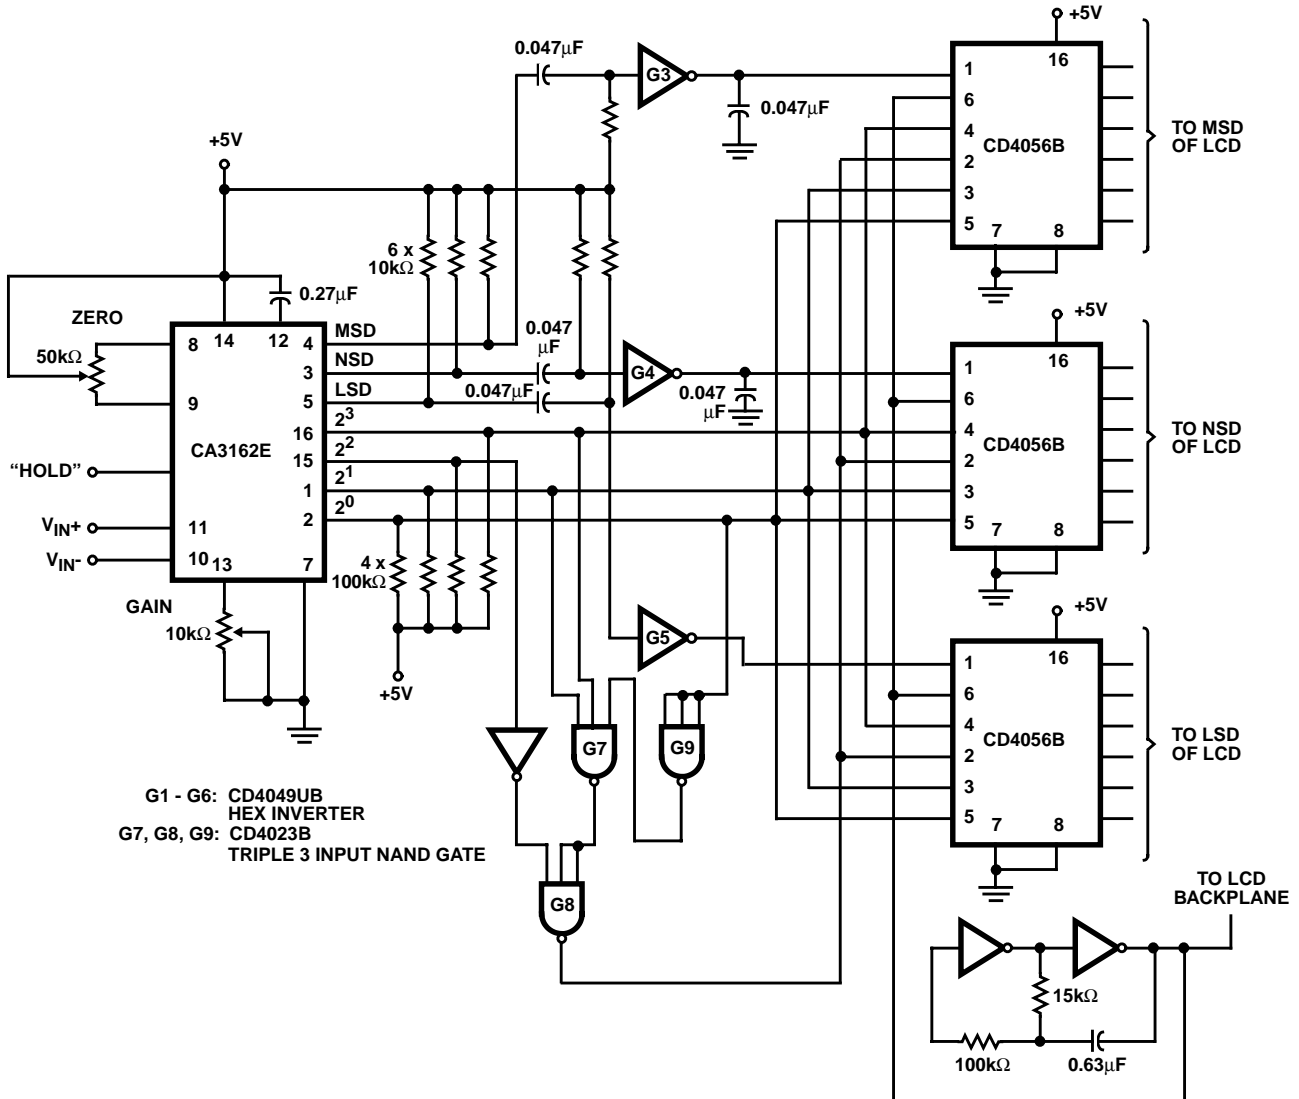 +5V
0.047µF
G3
0.047µF
1
6
4
2
3
5
16
CD4056B
7
8
TO MSD
OF LCD
+5V
6 x
10kΩ
0.27µF
ZERO
50kΩ
8
14
12
4
MSD
3
NSD
5
LSD
16
2³
15
2²
1
2¹
2
2⁰
9
CA3162E
"HOLD"
V_IN+
11
V_IN-
10
13
7
0.047
µF
G4
0.047µF
0.047
µF
+5V
1
6
4
2
3
5
16
CD4056B
7
8
TO NSD
OF LCD
4 x
100kΩ
+5V
GAIN
10kΩ
G5
+5V
1
6
4
2
3
5
16
CD4056B
7
8
TO LSD
OF LCD
G7
G9
G8
G1 - G6: CD4049UB
HEX INVERTER
G7, G8, G9: CD4023B
TRIPLE 3 INPUT NAND GATE
TO LCD
BACKPLANE
15kΩ
100kΩ
0.63µF